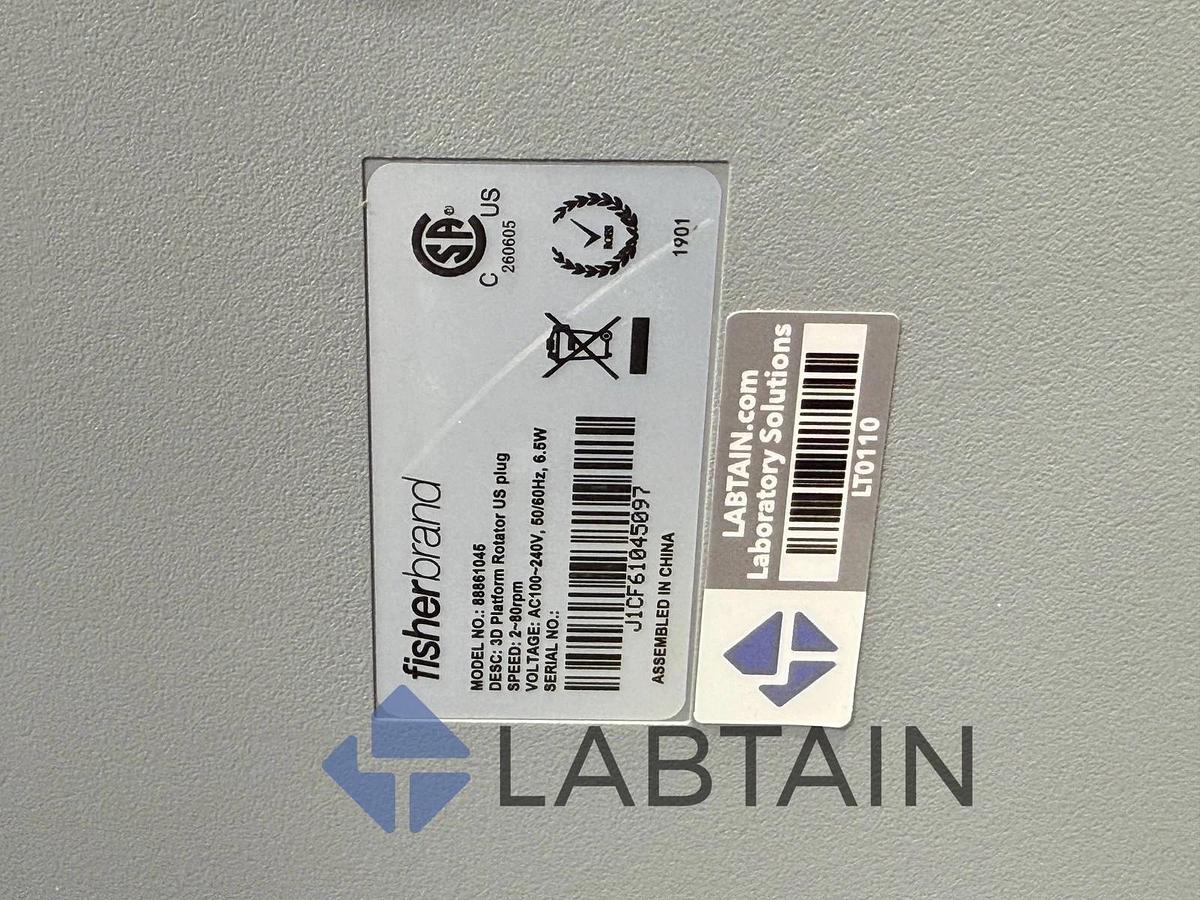 fisherbrand
MODEL NO.: 88861046
DESC: 3D Platform Rotator US plug
SPEED: 2~80rpm
VOLTAGE: AC100~240V, 50/60Hz, 6.5W
SERIAL NO.:
J1CF61045097
ASSEMBLED IN CHINA
SA®
C US
260605
1901
LABTAIN.com
Laboratory Solutions
LT0110
LABTAIN